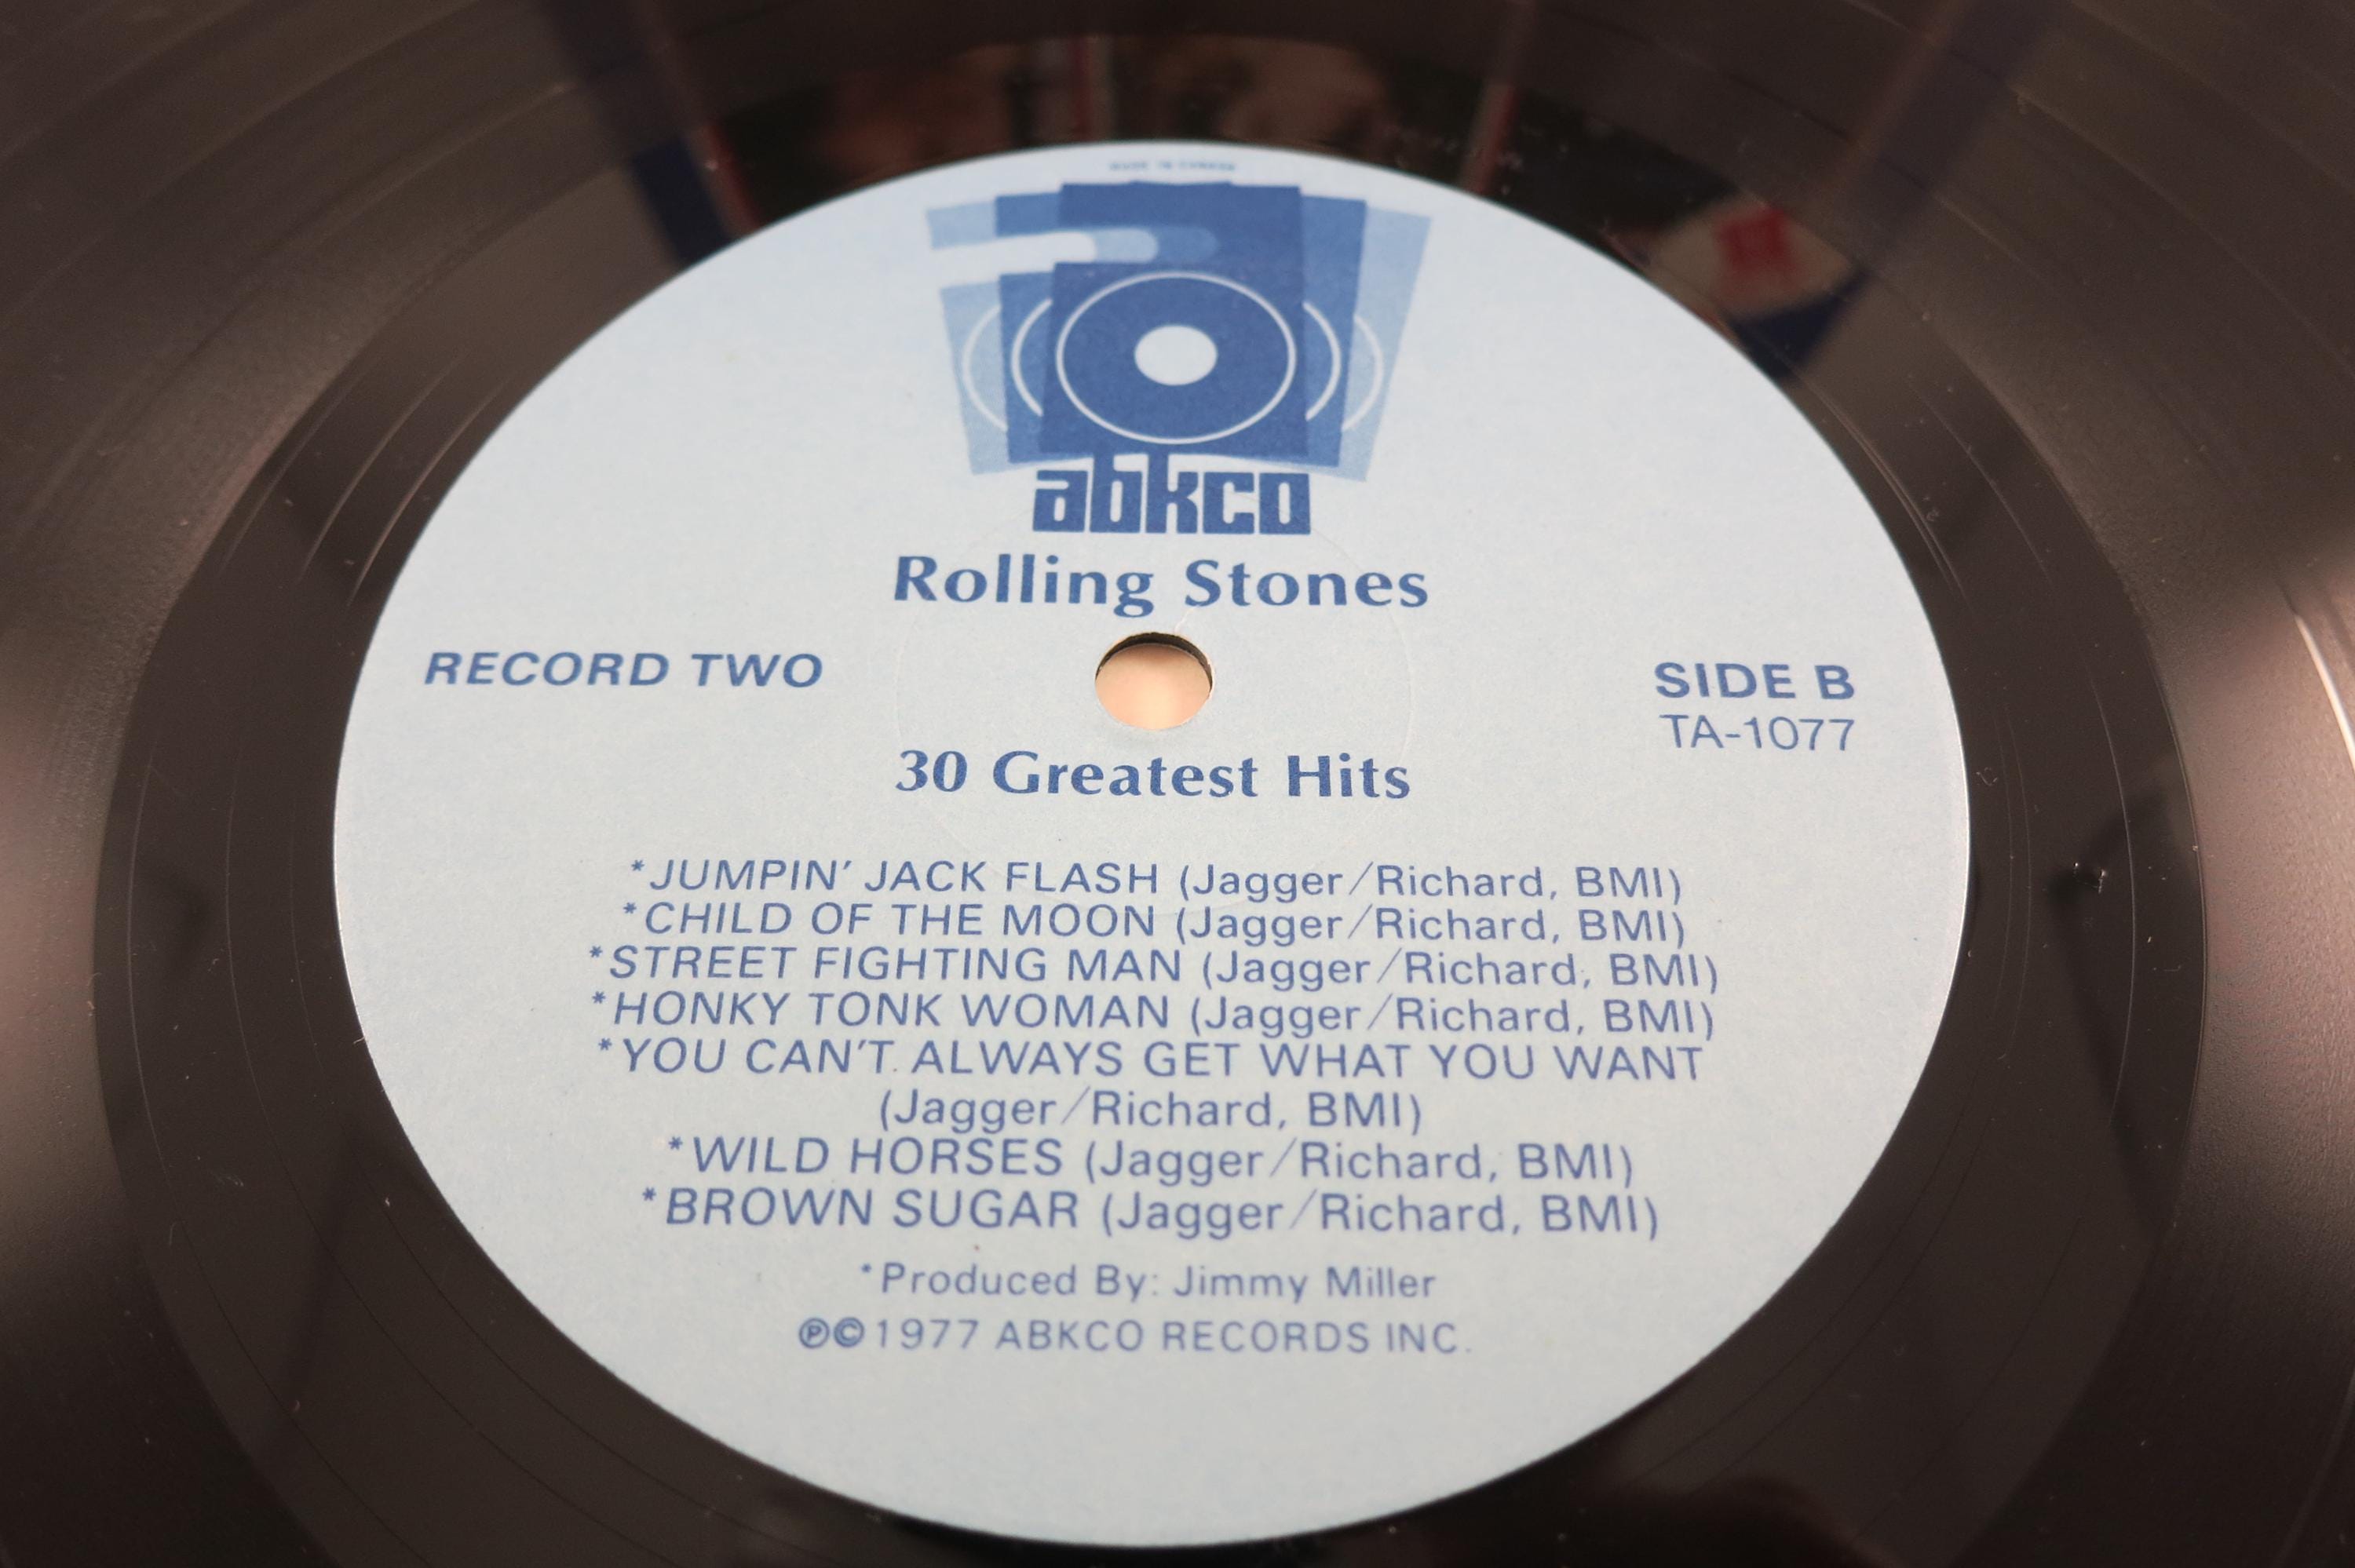 MADE IN CANADA
abkco
Rolling Stones
RECORD TWO
SIDE B
TA-1077
30 Greatest Hits
*JUMPIN' JACK FLASH (Jagger/Richard, BMI)
*CHILD OF THE MOON (Jagger/Richard, BMI)
*STREET FIGHTING MAN (Jagger/Richard, BMI)
*HONKY TONK WOMAN (Jagger/Richard, BMI)
*YOU CAN'T ALWAYS GET WHAT YOU WANT
(Jagger/Richard, BMI)
*WILD HORSES (Jagger/Richard, BMI)
*BROWN SUGAR (Jagger/Richard, BMI)
*Produced By: Jimmy Miller
℗©1977 ABKCO RECORDS INC.